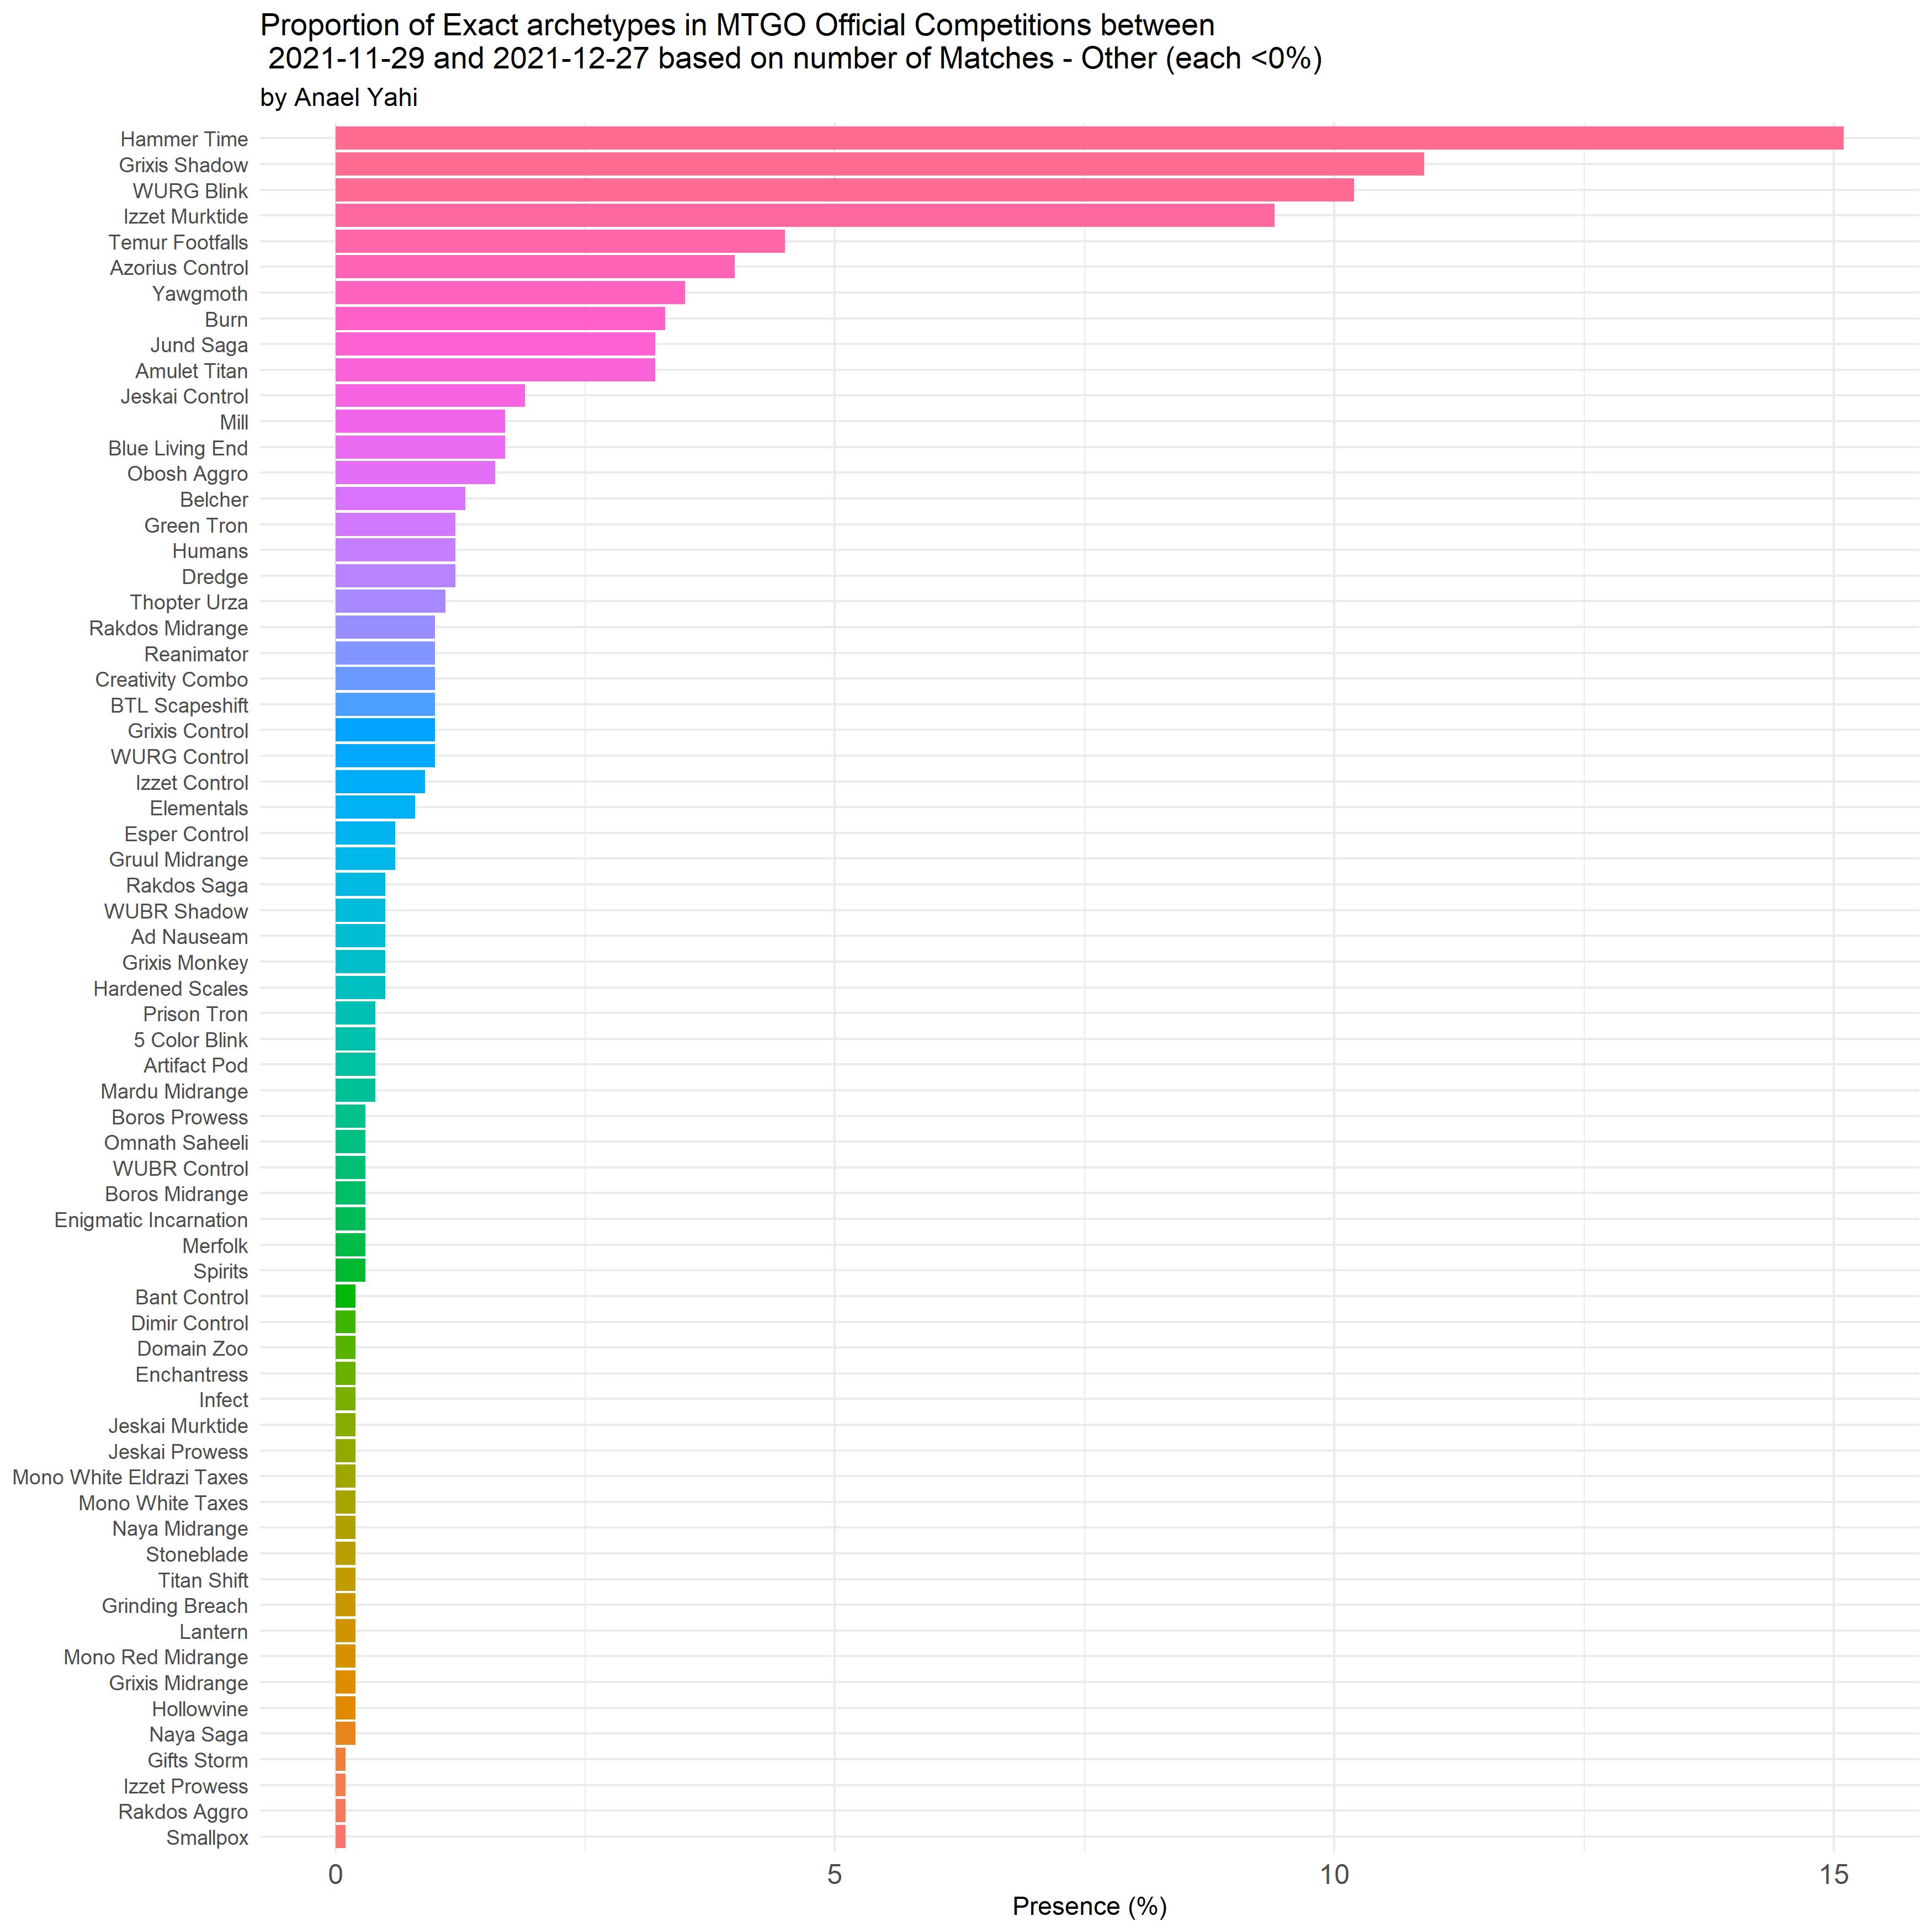 Proportion of Exact archetypes in MTGO Official Competitions between
2021-11-29 and 2021-12-27 based on number of Matches - Other (each <0%)
by Anael Yahi
Hammer Time
Grixis Shadow
WURG Blink
Izzet Murktide
Temur Footfalls
Azorius Control
Yawgmoth
Burn
Jund Saga
Amulet Titan
Jeskai Control
Mill
Blue Living End
Obosh Aggro
Belcher
Green Tron
Humans
Dredge
Thopter Urza
Rakdos Midrange
Reanimator
Creativity Combo
BTL Scapeshift
Grixis Control
WURG Control
Izzet Control
Elementals
Esper Control
Gruul Midrange
Rakdos Saga
WUBR Shadow
Ad Nauseam
Grixis Monkey
Hardened Scales
Prison Tron
5 Color Blink
Artifact Pod
Mardu Midrange
Boros Prowess
Omnath Saheeli
WUBR Control
Boros Midrange
Enigmatic Incarnation
Merfolk
Spirits
Bant Control
Dimir Control
Domain Zoo
Enchantress
Infect
Jeskai Murktide
Jeskai Prowess
Mono White Eldrazi Taxes
Mono White Taxes
Naya Midrange
Stoneblade
Titan Shift
Grinding Breach
Lantern
Mono Red Midrange
Grixis Midrange
Hollowvine
Naya Saga
Gifts Storm
Izzet Prowess
Rakdos Aggro
Smallpox
0 5 10 15
Presence (%)